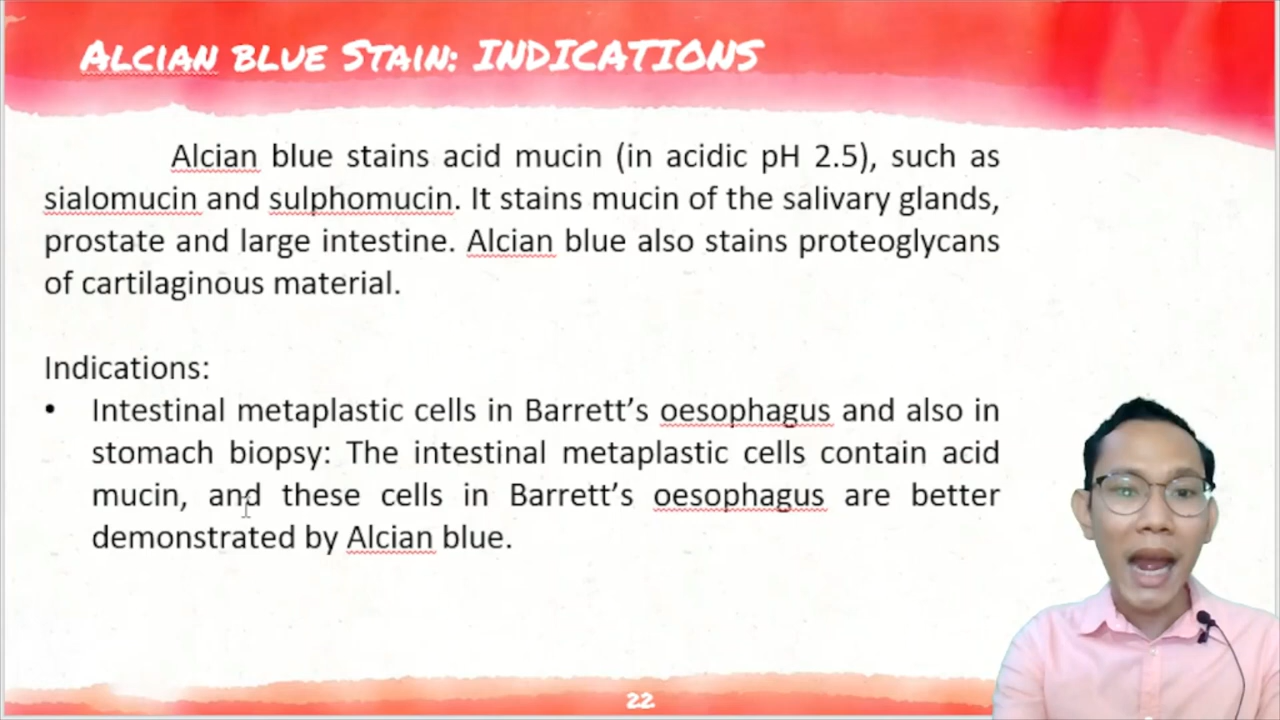 ALCIAN BLUE STAIN: INDICATIONS
Alcian blue stains acid mucin (in acidic pH 2.5), such as
sialomucin and sulphomucin. It stains mucin of the salivary glands,
prostate and large intestine. Alcian blue also stains proteoglycans
of cartilaginous material.
Indications:
• Intestinal metaplastic cells in Barrett’s oesophagus and also in
stomach biopsy: The intestinal metaplastic cells contain acid
mucin, and these cells in Barrett’s oesophagus are better
demonstrated by Alcian blue.
22